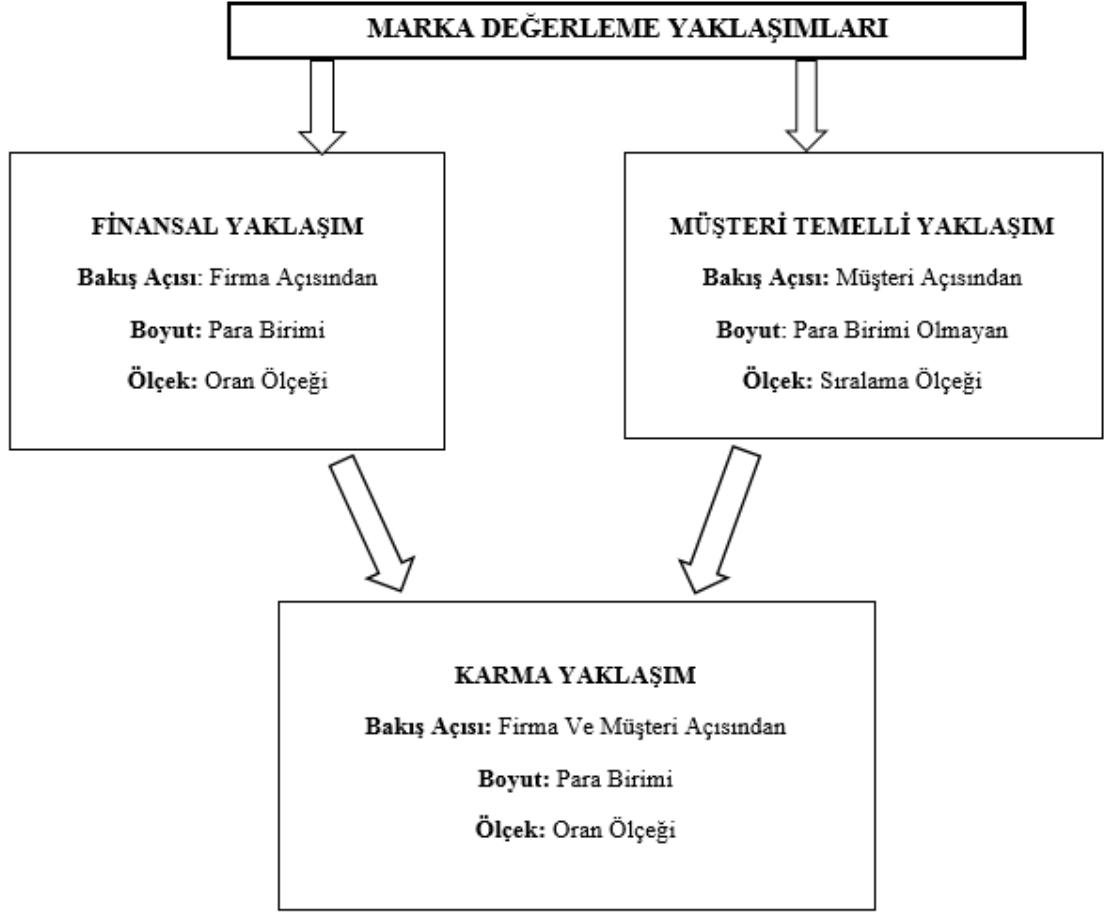 MARKA DEĞERLEME YAKLAŞIMLARI
FİNANSAL YAKLAŞIM
Bakış Açısı: Firma Açısından
Boyut: Para Birimi
Ölçek: Oran Ölçeği
MÜŞTERİ TEMELLİ YAKLAŞIM
Bakış Açısı: Müşteri Açısından
Boyut: Para Birimi Olmayan
Ölçek: Sıralama Ölçeği
KARMA YAKLAŞIM
Bakış Açısı: Firma Ve Müşteri Açısından
Boyut: Para Birimi
Ölçek: Oran Ölçeği